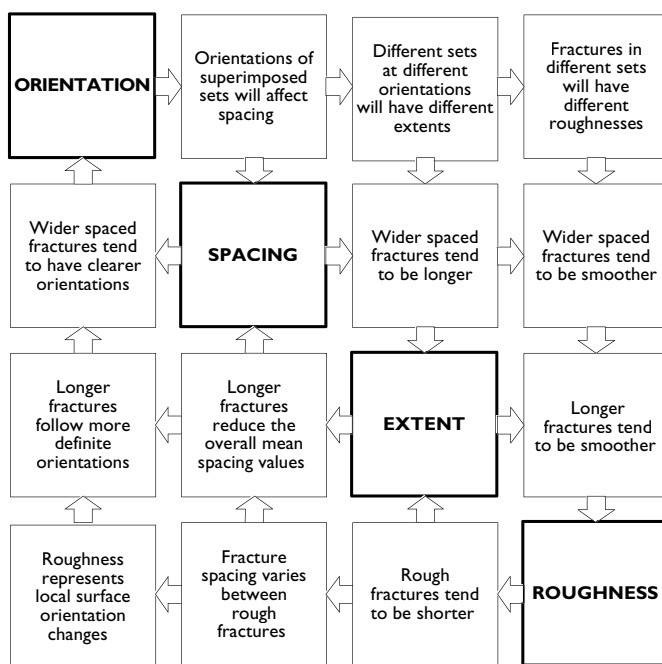 ORIENTATION
Orientations of
superimposed
sets will affect
spacing
Different sets
at different
orientations
will have different
extents
Fractures in
different sets
will have
different
roughnesses
Wider spaced
fractures tend
to have clearer
orientations
SPACING
Wider spaced
fractures tend
to be longer
Wider spaced
fractures tend
to be smoother
Longer
fractures
follow more
definite
orientations
Longer
fractures
reduce the
overall mean
spacing values
EXTENT
Longer
fractures tend
to be smoother
Roughness
represents
local surface
orientation
changes
Fracture
spacing varies
between
rough
fractures
Rough
fractures tend
to be shorter
ROUGHNESS